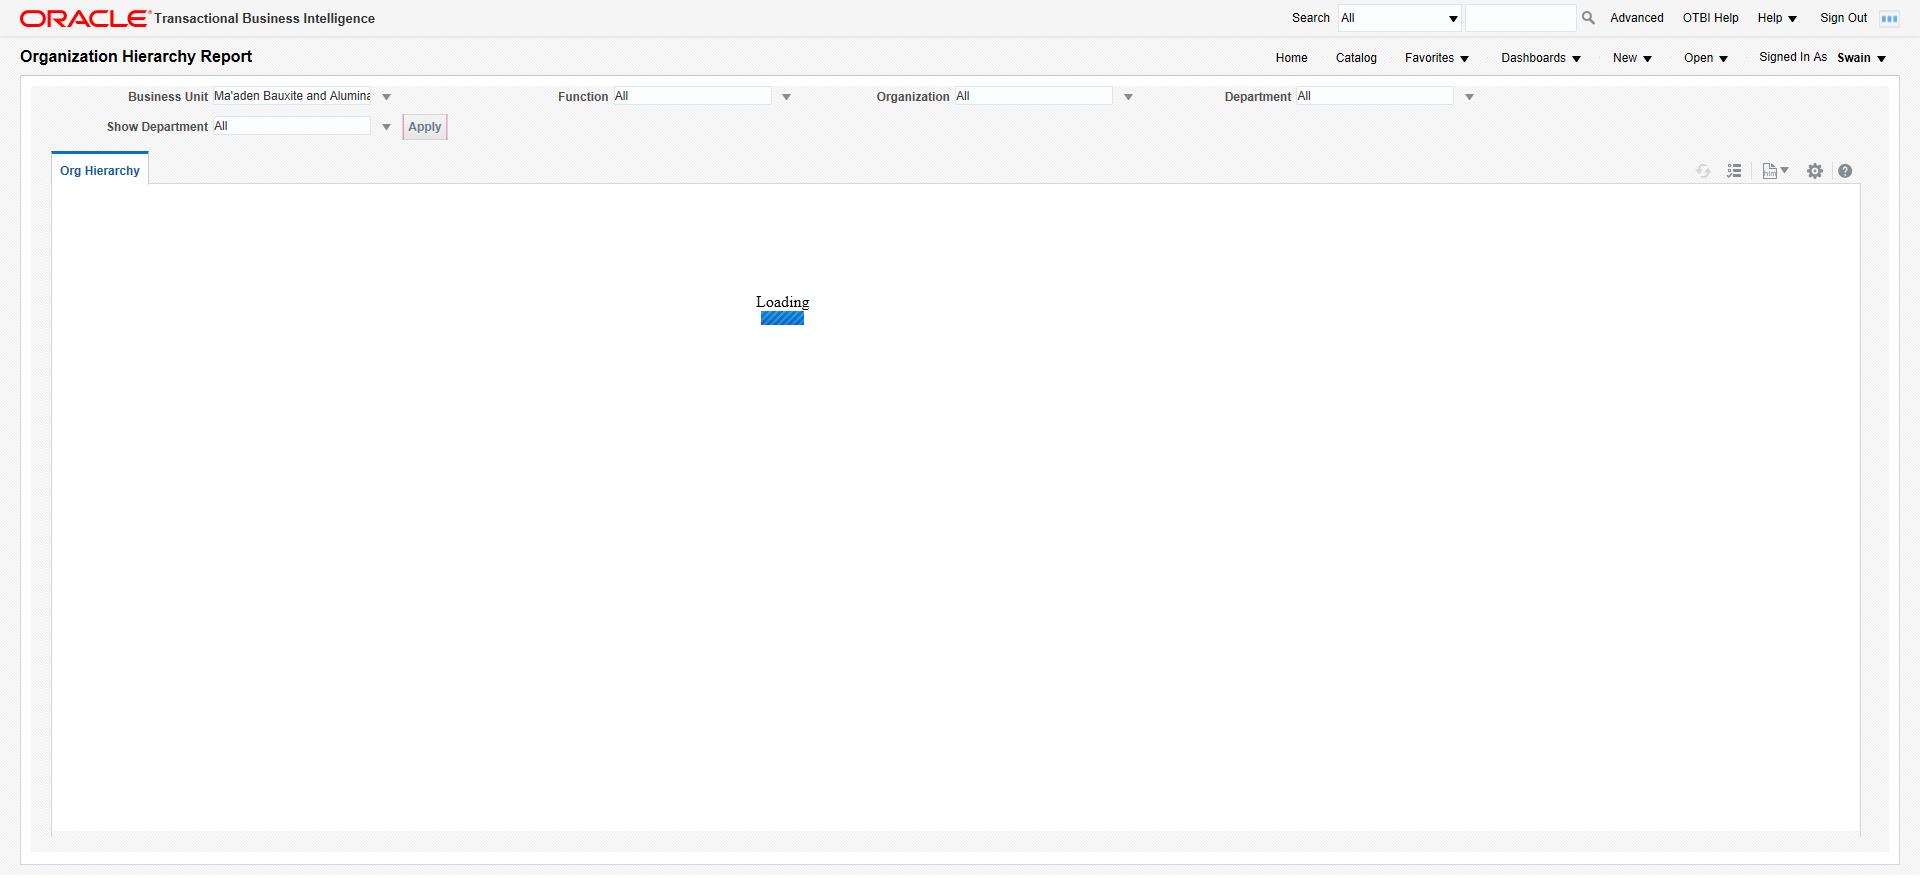 ORACLE Transactional Business Intelligence Search All Advanced OTBI Help Help Sign Out
Organization Hierarchy Report Home Catalog Favorites Dashboards New Open Signed In As Swain
Business Unit Ma'aden Bauxite and Alumina Function All Organization All Department All
Show Department All Apply
Org Hierarchy
Loading